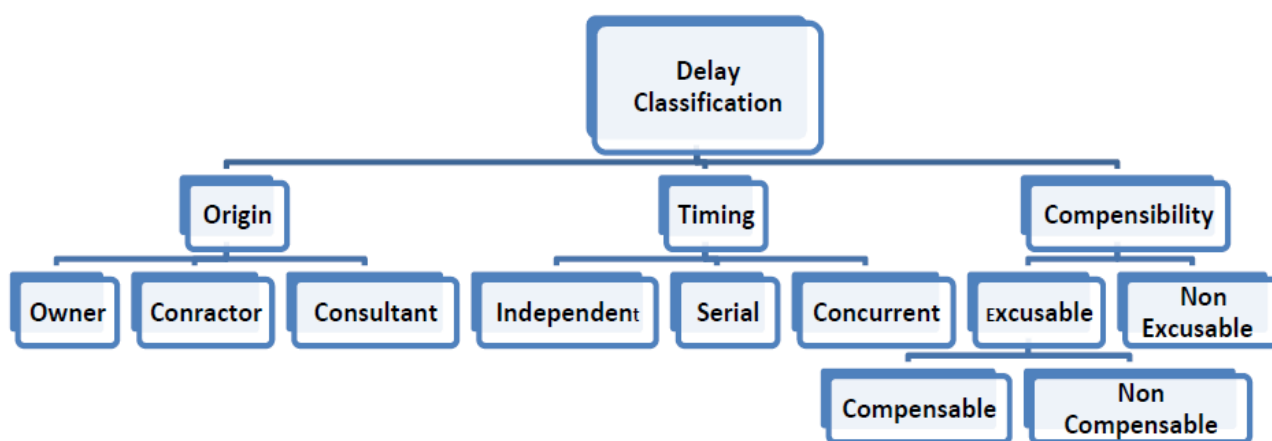 Delay
Classification
Origin
Timing
Compensibility
Owner
Conractor
Consultant
Independent
Serial
Concurrent
Excusable
Non
Excusable
Compensable
Non
Compensable